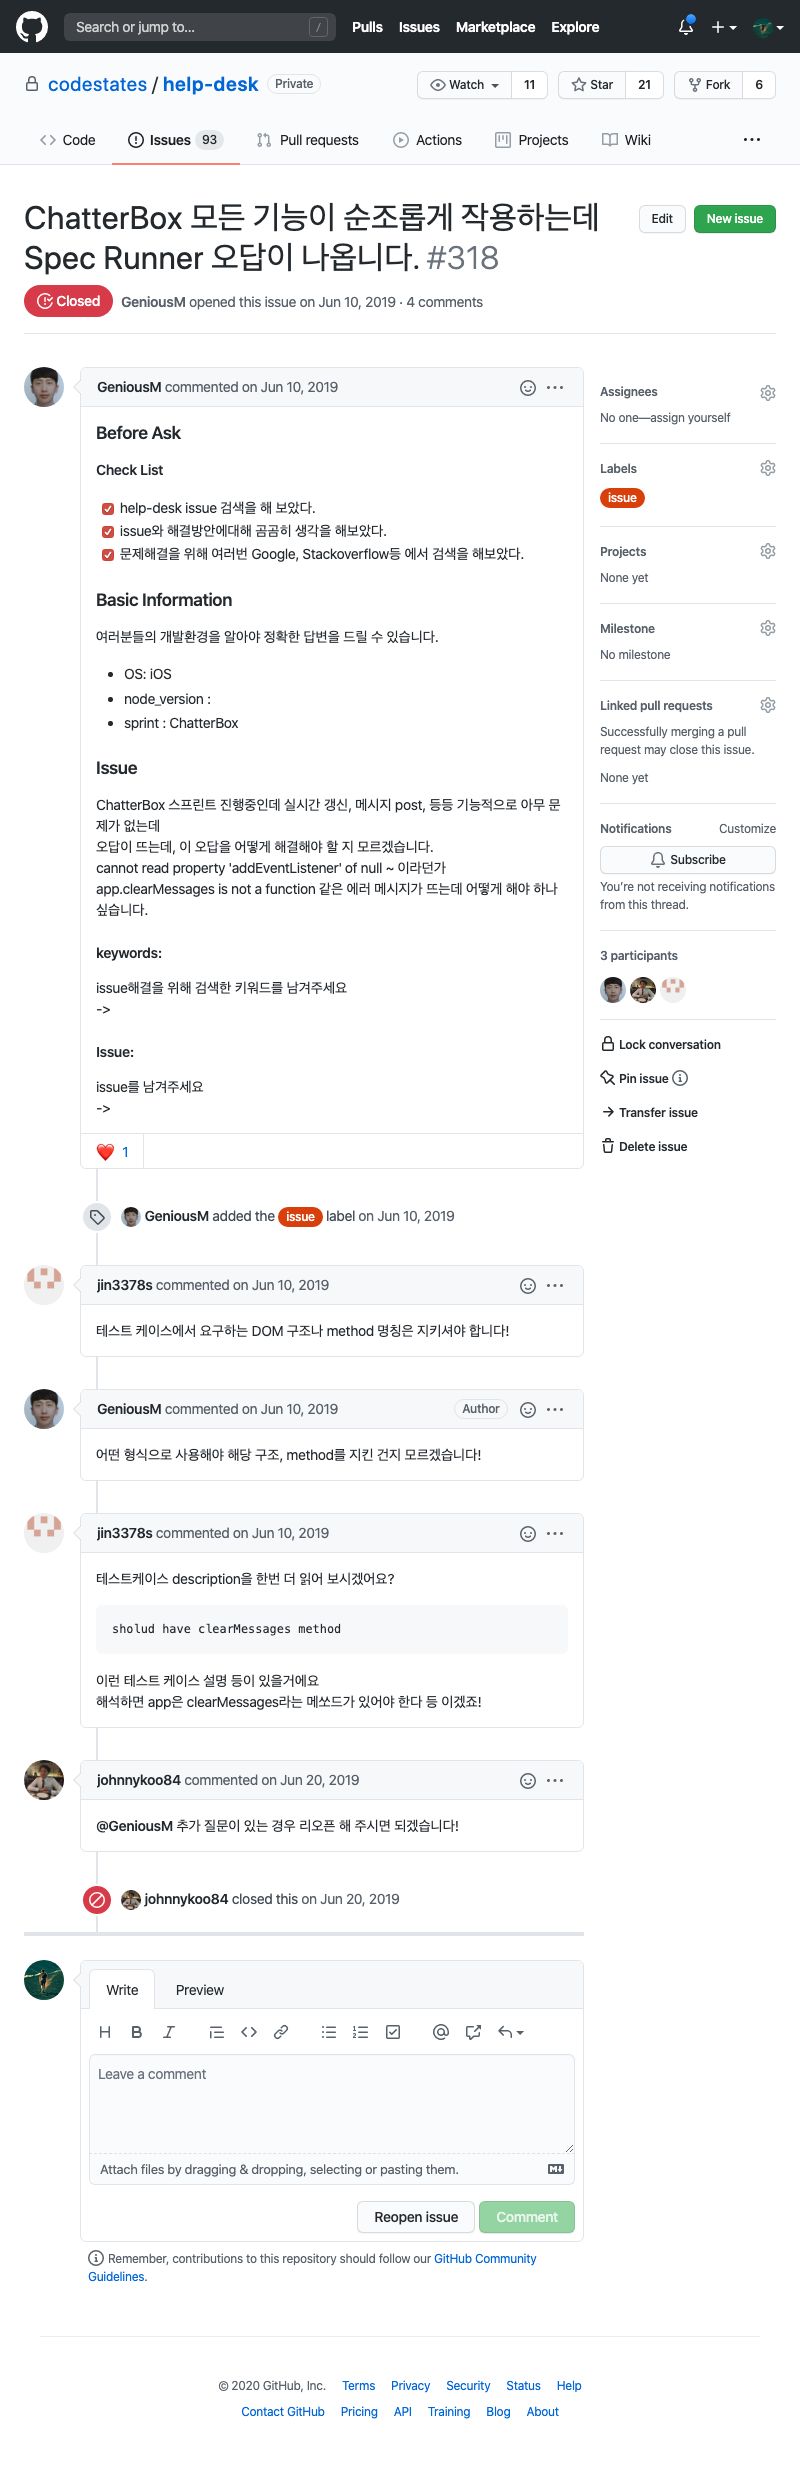 Search or jump to... /
Pulls Issues Marketplace Explore
codestates / help-desk Private
Watch 11 Star 21 Fork 6
Code Issues 93 Pull requests Actions Projects Wiki ...
ChatterBox 모든 기능이 순조롭게 작용하는데
Spec Runner 오답이 나옵니다. #318
Edit New issue
Closed GeniousM opened this issue on Jun 10, 2019 · 4 comments
GeniousM commented on Jun 10, 2019
Before Ask
Check List
help-desk issue 검색을 해 보았다.
issue와 해결방안에대해 곰곰히 생각을 해보았다.
문제해결을 위해 여러번 Google, Stackoverflow등 에서 검색을 해보았다.
Basic Information
여러분들의 개발환경을 알아야 정확한 답변을 드릴 수 있습니다.
• OS: iOS
• node_version :
• sprint : ChatterBox
Issue
ChatterBox 스프린트 진행중인데 실시간 갱신, 메시지 post, 등등 기능적으로 아무 문
제가 없는데
오답이 뜨는데, 이 오답을 어떻게 해결해야 할 지 모르겠습니다.
cannot read property 'addEventListener' of null ~ 이라던가
app.clearMessages is not a function 같은 에러 메시지가 뜨는데 어떻게 해야 하나
싶습니다.
keywords:
issue해결을 위해 검색한 키워드를 남겨주세요
->
Issue:
issue를 남겨주세요
->
❤️ 1
Assignees
No one—assign yourself
Labels
issue
Projects
None yet
Milestone
No milestone
Linked pull requests
Successfully merging a pull
request may close this issue.
None yet
Notifications Customize
Subscribe
You're not receiving notifications
from this thread.
3 participants
Lock conversation
Pin issue
Transfer issue
Delete issue
GeniousM added the issue label on Jun 10, 2019
jin3378s commented on Jun 10, 2019
테스트 케이스에서 요구하는 DOM 구조나 method 명칭은 지키셔야 합니다!
GeniousM commented on Jun 10, 2019 Author
어떤 형식으로 사용해야 해당 구조, method를 지킨 건지 모르겠습니다!
jin3378s commented on Jun 10, 2019
테스트케이스 description을 한번 더 읽어 보시겠어요?
sholud have clearMessages method
이런 테스트 케이스 설명 등이 있을거에요
해석하면 app은 clearMessages라는 메쏘드가 있어야 한다 등 이겠죠!
johnnykoo84 commented on Jun 20, 2019
@GeniousM 추가 질문이 있는 경우 리오픈 해 주시면 되겠습니다!
johnnykoo84 closed this on Jun 20, 2019
Write Preview
Leave a comment
Attach files by dragging & dropping, selecting or pasting them.
Reopen issue Comment
Remember, contributions to this repository should follow our GitHub Community
Guidelines.
© 2020 GitHub, Inc. Terms Privacy Security Status Help
Contact GitHub Pricing API Training Blog About